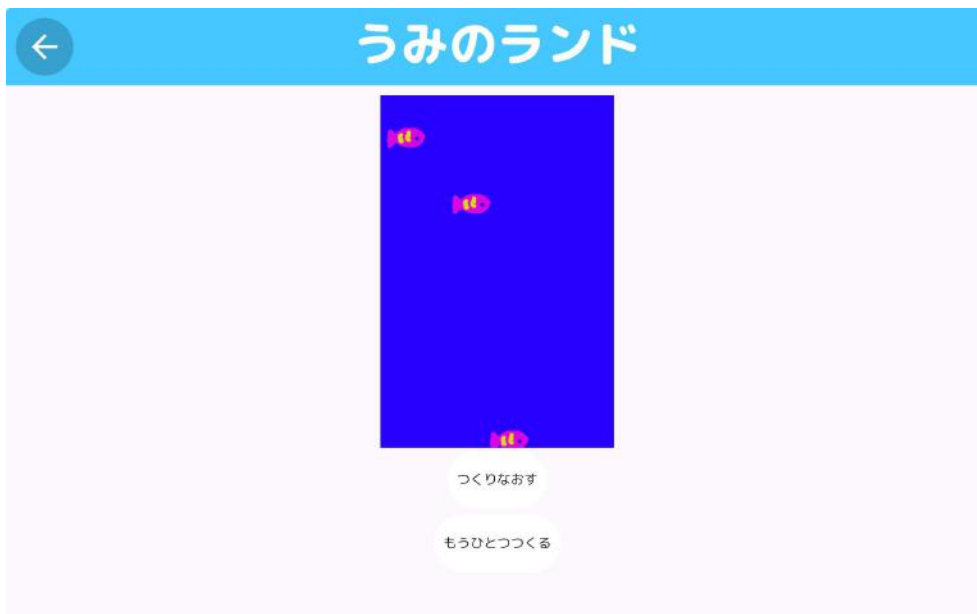 うみのランド
つくりなおす
もうひとつつくる